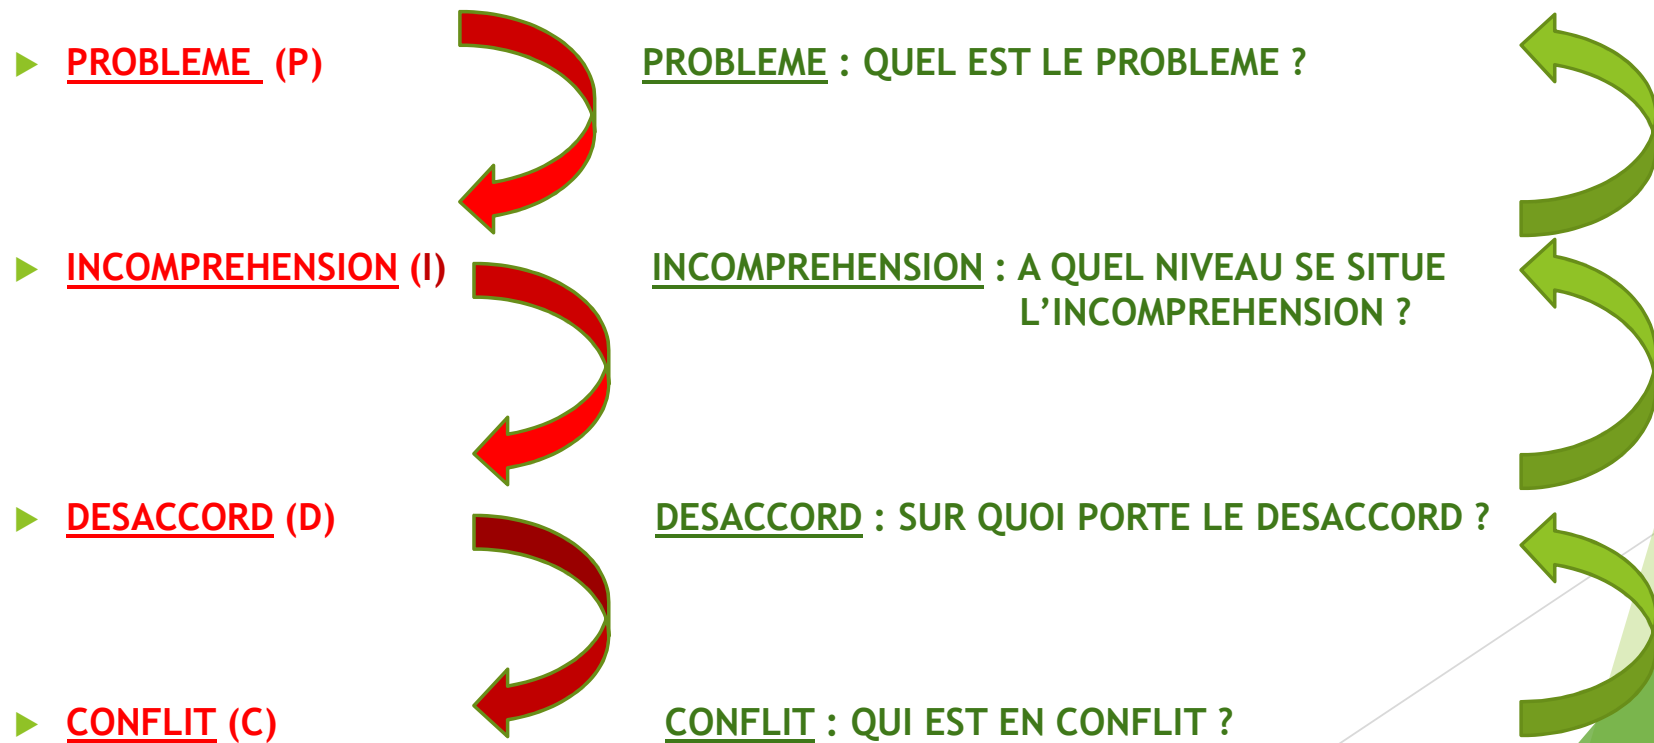 PROBLEME (P)
PROBLEME : QUEL EST LE PROBLEME ?
INCOMPREHENSION (I)
INCOMPREHENSION : A QUEL NIVEAU SE SITUE
L’INCOMPREHENSION ?
DESACCORD (D)
DESACCORD : SUR QUOI PORTE LE DESACCORD ?
CONFLIT (C)
CONFLIT : QUI EST EN CONFLIT ?